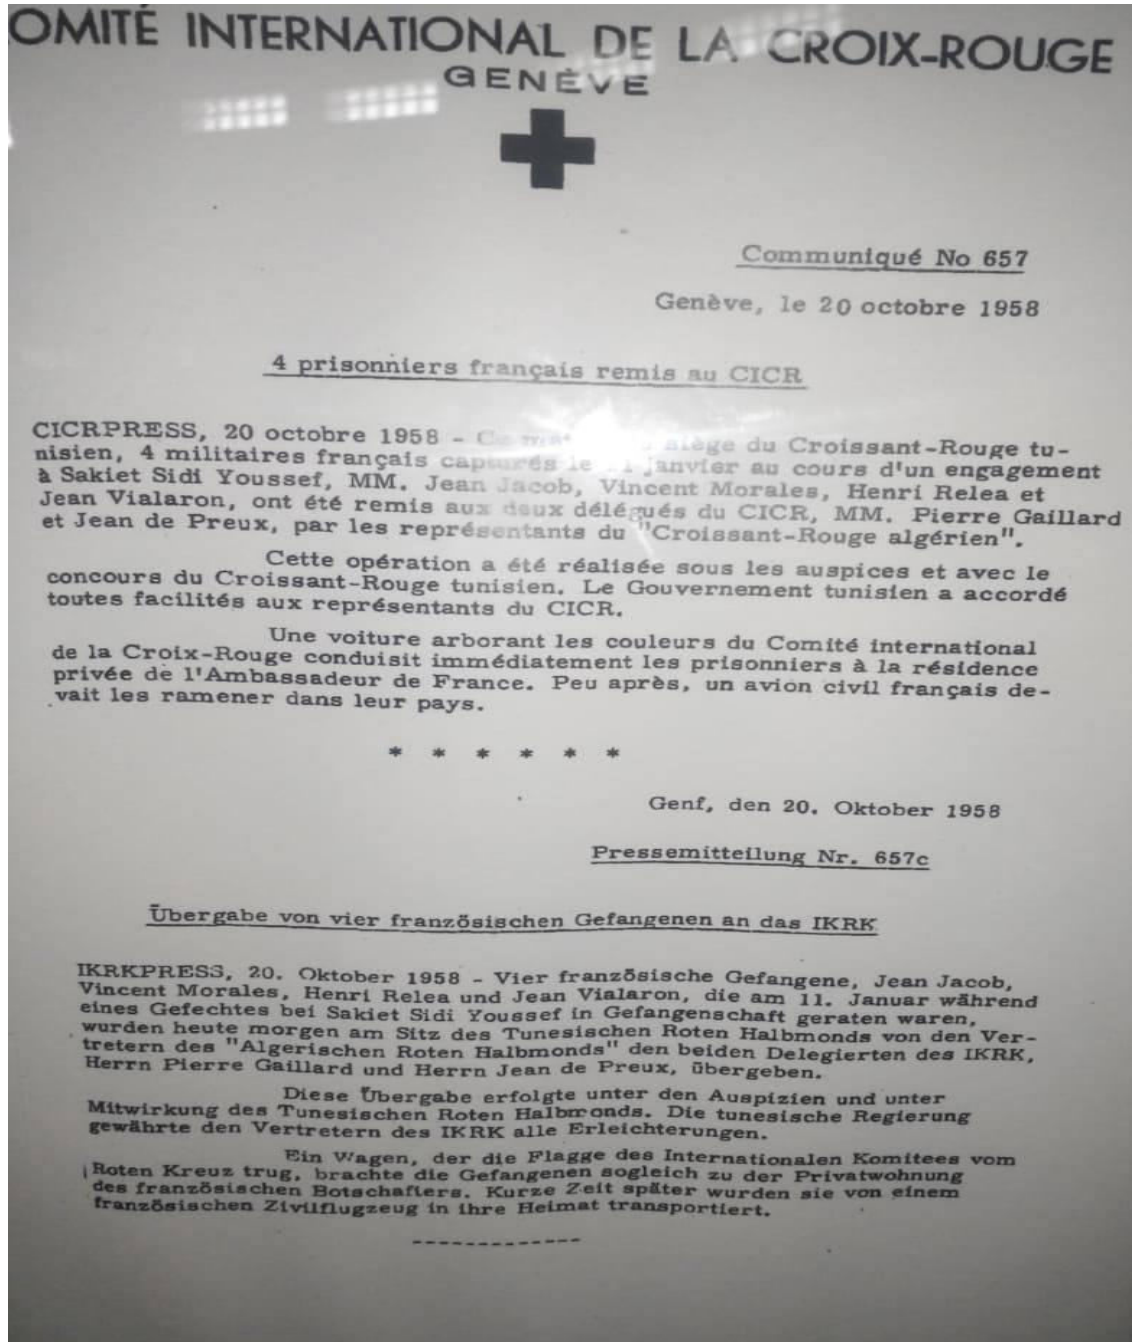 OMITÉ INTERNATIONAL DE LA CROIX-ROUGE
GENÈVE
Communiqué No 657
Genève, le 20 octobre 1958
4 prisonniers français remis au CICR
CICRPRESS, 20 octobre 1958 - siège du Croissant-Rouge tu-
nisien, 4 militaires français capturés le janvier au cours d'un engagement
à Sakiet Sidi Youssef, MM. Jean Jacob, Vincent Morales, Henri Relea et
Jean Vialaron, ont été remis aux deux délégués du CICR, MM. Pierre Gaillard
et Jean de Preux, par les représentants du "Croissant-Rouge algérien".
Cette opération a été réalisée sous les auspices et avec le
concours du Croissant-Rouge tunisien. Le Gouvernement tunisien a accordé
toutes facilités aux représentants du CICR.
Une voiture arborant les couleurs du Comité international
de la Croix-Rouge conduisit immédiatement les prisonniers à la résidence
privée de l'Ambassadeur de France. Peu après, un avion civil français de-
vait les ramener dans leur pays.
* * * * * *
Genf, den 20. Oktober 1958
Pressemitteilung Nr. 657c
Übergabe von vier französischen Gefangenen an das IKRK
IKRKPRESS, 20. Oktober 1958 - Vier französische Gefangene, Jean Jacob,
Vincent Morales, Henri Relea und Jean Vialaron, die am 11. Januar während
eines Gefechtes bei Sakiet Sidi Youssef in Gefangenschaft geraten waren,
wurden heute morgen am Sitz des Tunesischen Roten Halbmonds von den Ver-
tretern des "Algerischen Roten Halbmonds" den beiden Delegierten des IKRK,
Herrn Pierre Gaillard und Herrn Jean de Preux, übergeben.
Diese Übergabe erfolgte unter den Auspizien und unter
Mitwirkung des Tunesischen Roten Halbmonds. Die tunesische Regierung
gewährte den Vertretern des IKRK alle Erleichterungen.
Ein Wagen, der die Flagge des Internationalen Komitees vom
Roten Kreuz trug, brachte die Gefangenen sogleich zu der Privatwohnung
des französischen Botschafters. Kurze Zeit später wurden sie von einem
französischen Zivilflugzeug in ihre Heimat transportiert.
-------------